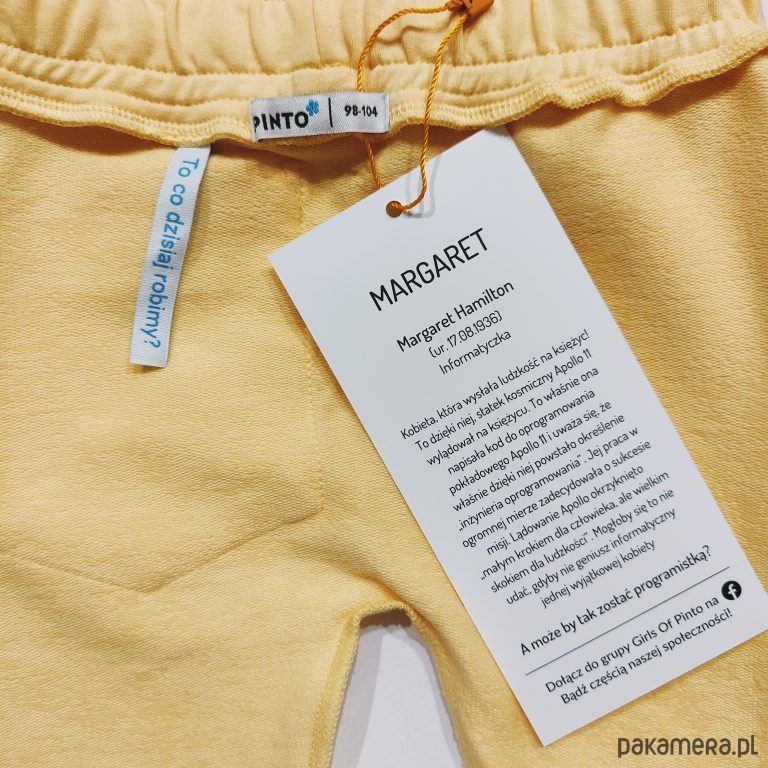 PINTO | 98-104
To co dzisiaj robimy?
MARGARET
Margaret Hamilton
(ur. 17.08.1936)
Informatyczka
Kobieta, która wysłała ludzkość na księżyc!
To dzięki niej, statek kosmiczny Apollo 11
wylądował na księżycu. To właśnie ona
napisała kod do oprogramowania
pokładowego Apollo 11 i uważa się, że
właśnie dzięki niej powstało określenie
„inżynieria oprogramowania”. Jej praca w
ogromnej mierze zadecydowała o sukcesie
misji. Lądowanie Apollo okrzyknięto
„małym krokiem dla człowieka, ale wielkim
skokiem dla ludzkości”. Mogłoby się to nie
udać, gdyby nie geniusz informatyczny
jednej wyjątkowej kobiety
A może by tak zostać programistką?
Dołącz do grupy Girls Of Pinto na f
Bądź częścią naszej społeczności!
pakamera.pl